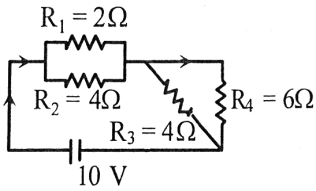 R₁ = 2Ω
R₂ = 4Ω
R₃ = 4Ω
R₄ = 6Ω
10 V